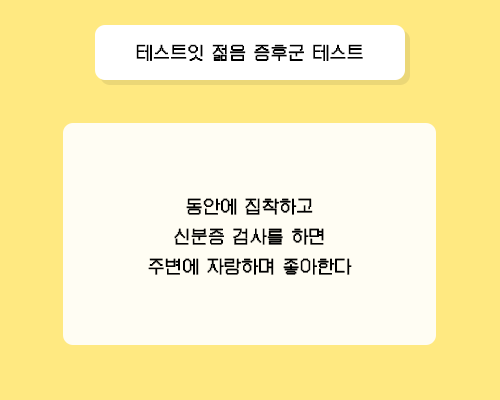 테스트잇 젊음 증후군 테스트
동안에 집착하고
신분증 검사를 하면
주변에 자랑하며 좋아한다